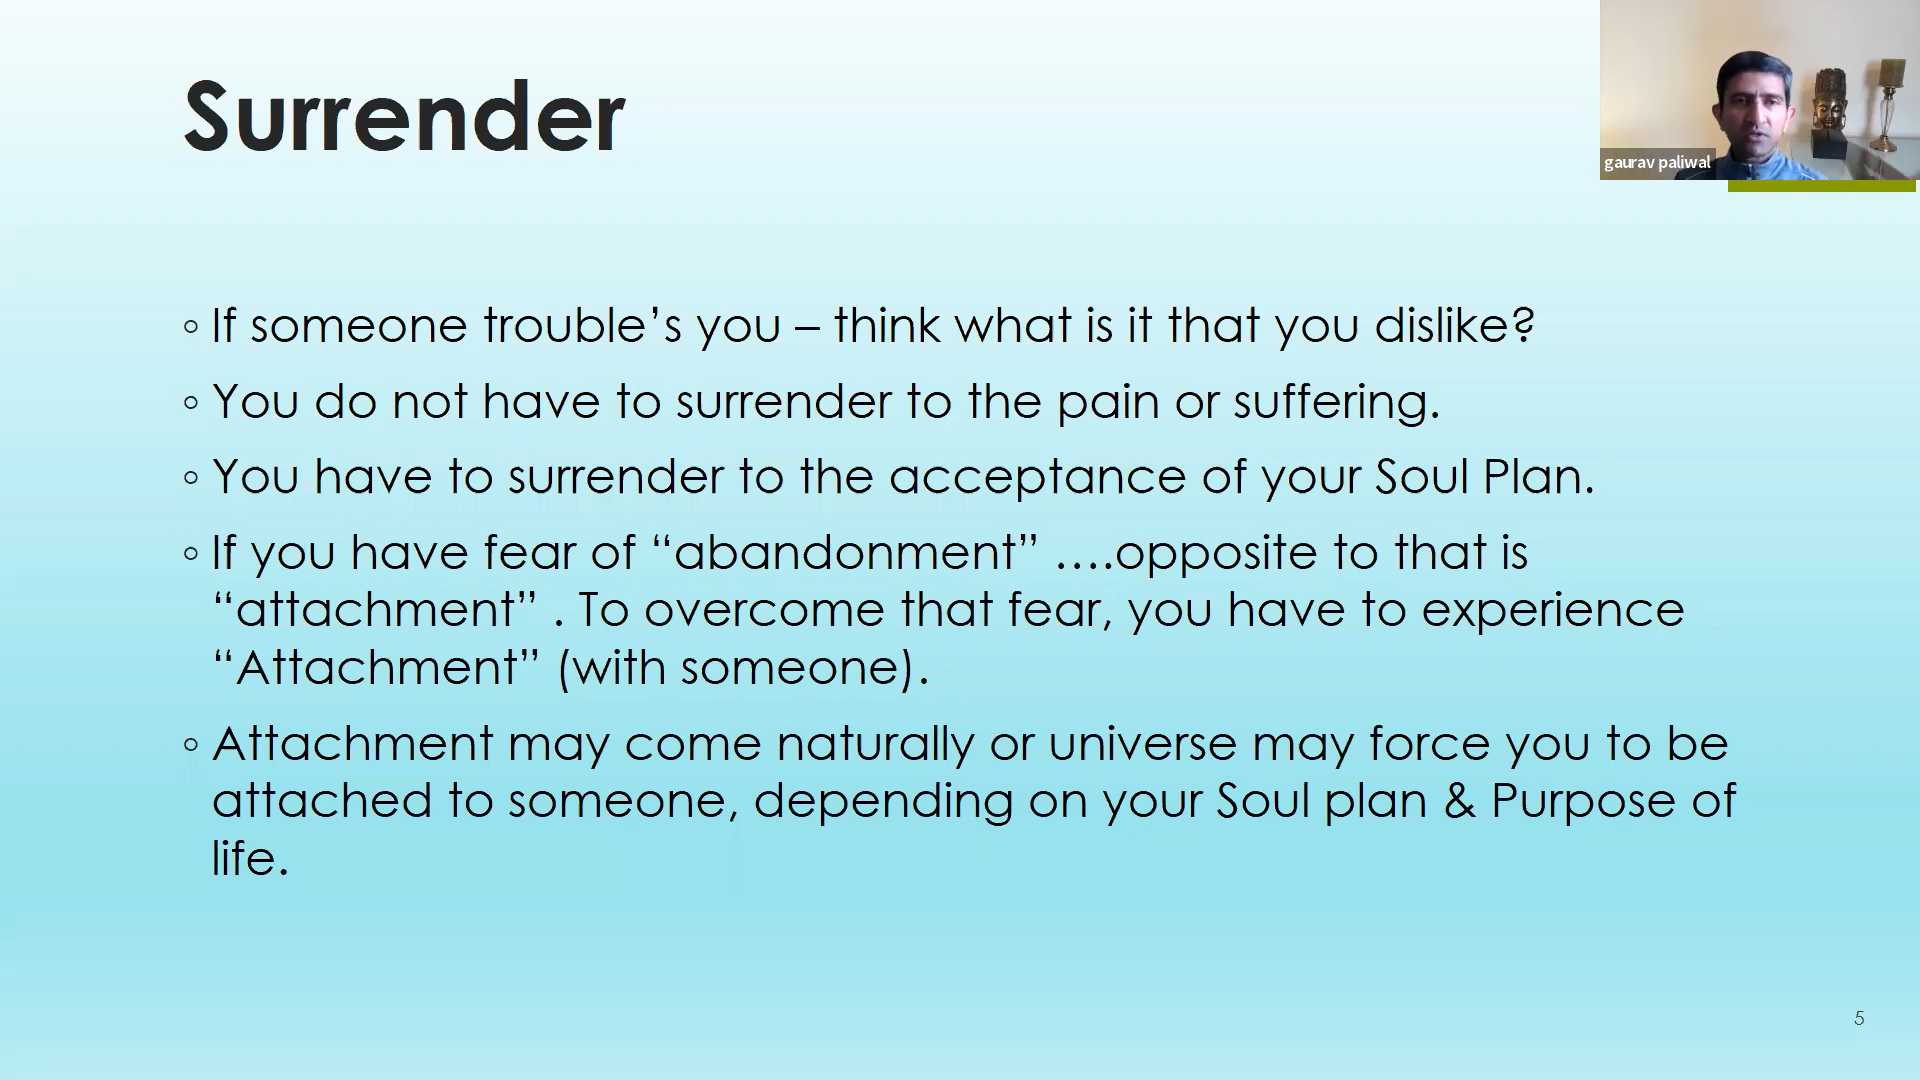 Surrender
gaurav paliwal
◦ If someone trouble’s you – think what is it that you dislike?
◦ You do not have to surrender to the pain or suffering.
◦ You have to surrender to the acceptance of your Soul Plan.
◦ If you have fear of “abandonment” ….opposite to that is
“attachment” . To overcome that fear, you have to experience
“Attachment” (with someone).
◦ Attachment may come naturally or universe may force you to be
attached to someone, depending on your Soul plan & Purpose of
life.
5